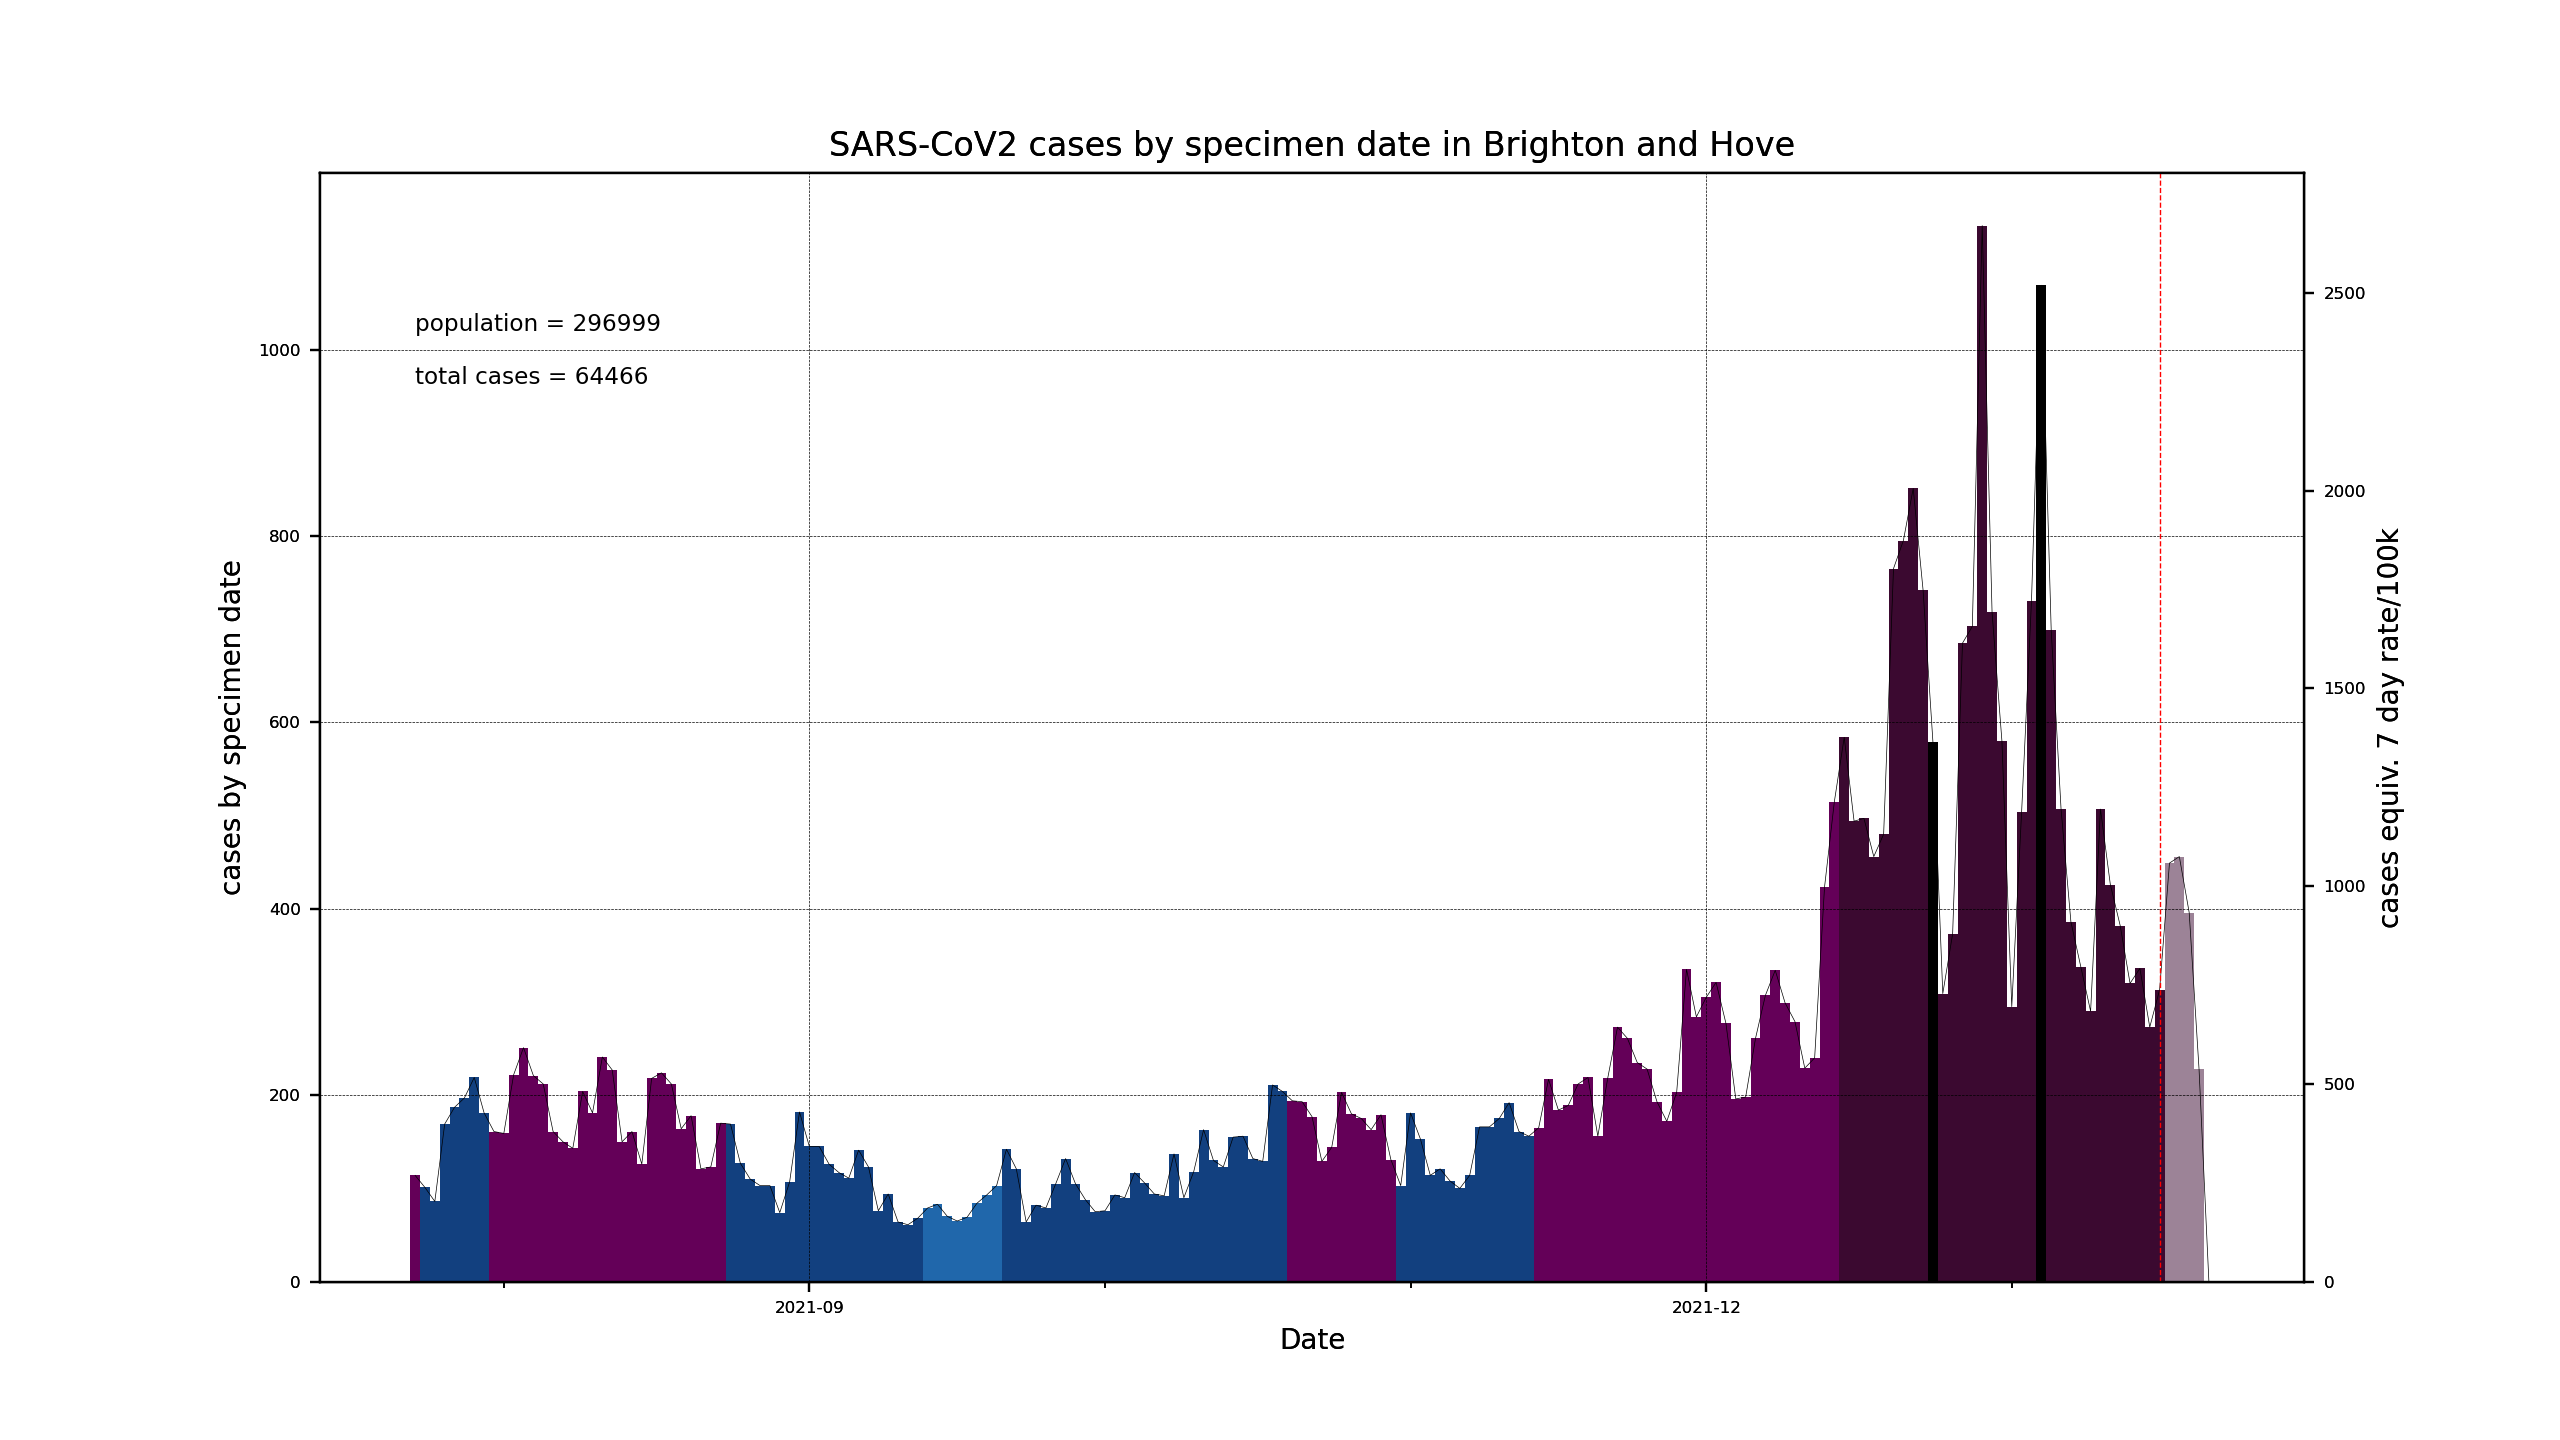 SARS-CoV2 cases by specimen date in Brighton and Hove
population = 296999
total cases = 64466
cases by specimen date
1000
800
600
400
200
0
2500
2000
1500
1000
500
0
cases equiv. 7 day rate/100k
2021-09
2021-12
Date